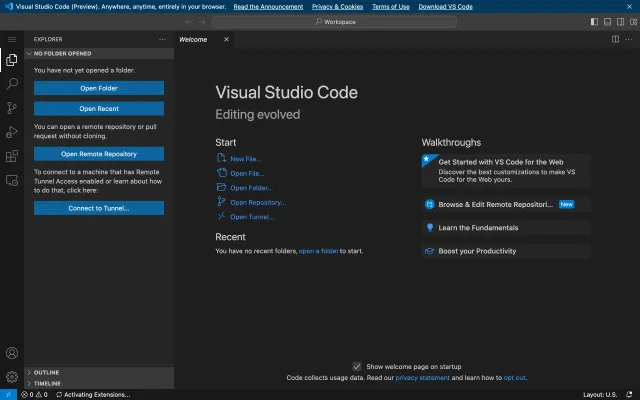 Visual Studio Code (Preview). Anywhere, anytime, entirely in your browser. Read the Announcement Privacy & Cookies Terms of Use Download VS Code
Workspace
EXPLORER
NO FOLDER OPENED
You have not yet opened a folder.
Open Folder
Open Recent
You can open a remote repository or pull
request without cloning.
Open Remote Repository
To connect to a machine that has Remote
Tunnel Access enabled or learn about how
to do that, click here:
Connect to Tunnel...
OUTLINE
TIMELINE
Welcome
Visual Studio Code
Editing evolved
Start
New File...
Open File...
Open Folder...
Open Repository...
Open Tunnel...
Recent
You have no recent folders, open a folder to start.
Walkthroughs
Get Started with VS Code for the Web
Discover the best customizations to make VS
Code for the Web yours.
Browse & Edit Remote Repositori... New
Learn the Fundamentals
Boost your Productivity
Show welcome page on startup
Code collects usage data. Read our privacy statement and learn how to opt out.
0 0 Activating Extensions... Layout: U.S.